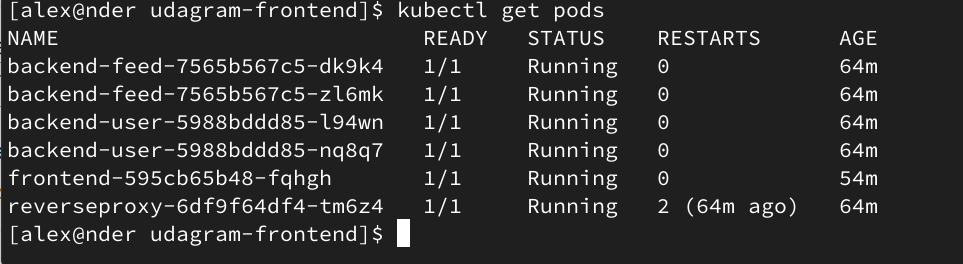 [alex@nder udagram-frontend]$ kubectl get pods
NAME READY STATUS RESTARTS AGE
backend-feed-7565b567c5-dk9k4 1/1 Running 0 64m
backend-feed-7565b567c5-zl6mk 1/1 Running 0 64m
backend-user-5988bddd85-l94wn 1/1 Running 0 64m
backend-user-5988bddd85-nq8q7 1/1 Running 0 64m
frontend-595cb65b48-fqhgh 1/1 Running 0 54m
reverseproxy-6df9f64df4-tm6z4 1/1 Running 2 (64m ago) 64m
[alex@nder udagram-frontend]$